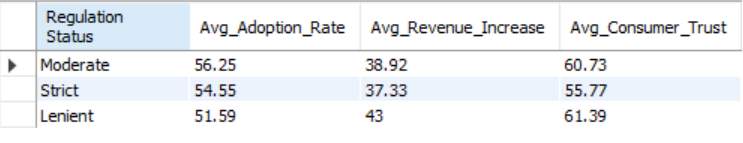 Regulation
Status Avg_Adoption_Rate Avg_Revenue_Increase Avg_Consumer_Trust
Moderate 56.25 38.92 60.73
Strict 54.55 37.33 55.77
Lenient 51.59 43 61.39